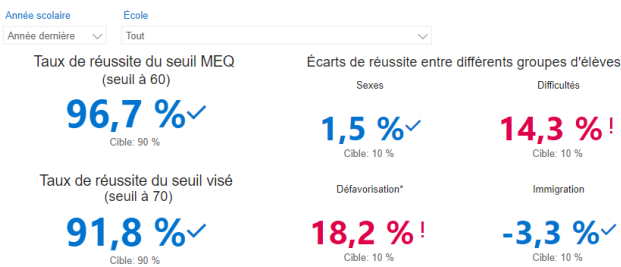 Année scolaire
École
Année dernière
Tout
Taux de réussite du seuil MEQ
(seuil à 60)
96,7 %
Cible: 90 %
Écarts de réussite entre différents groupes d'élèves
Sexes
Difficultés
1,5 %
14,3 % !
Cible: 10 %
Cible: 10 %
Taux de réussite du seuil visé
(seuil à 70)
91,8 %
Cible: 90 %
Défavorisation*
Immigration
18,2 % !
-3,3 %
Cible: 10 %
Cible: 10 %